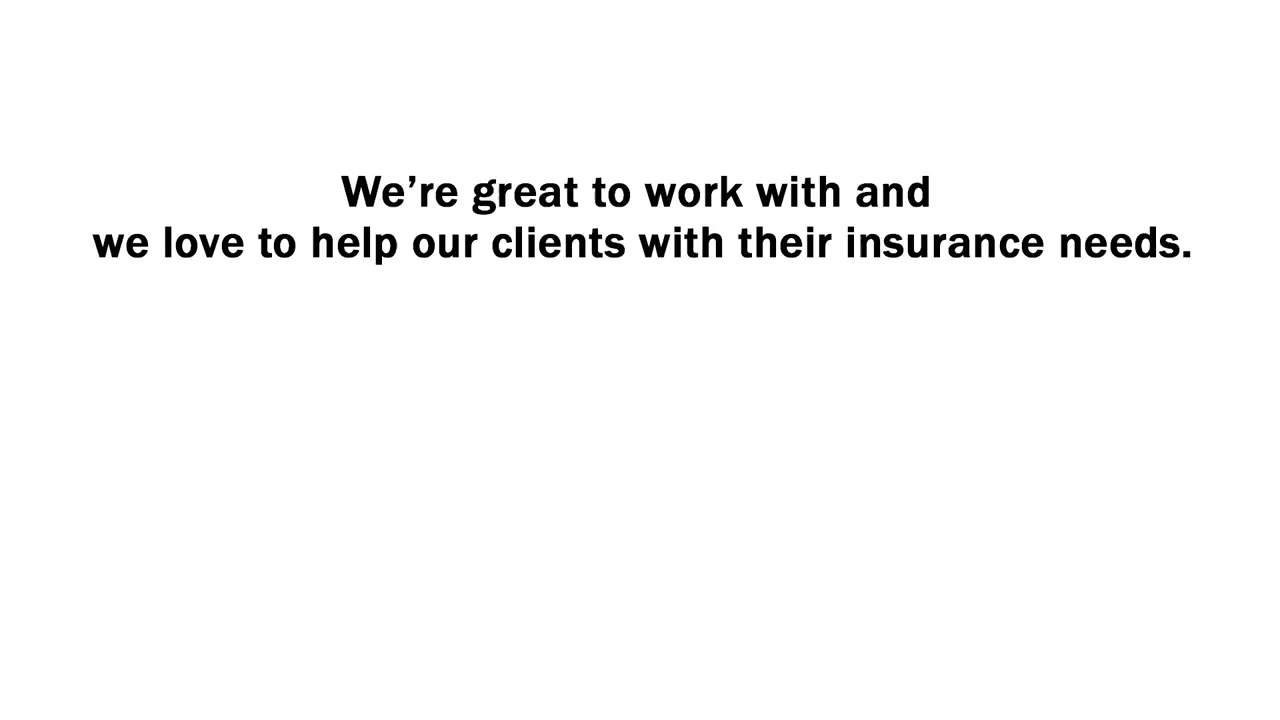 We’re great to work with and
we love to help our clients with their insurance needs.